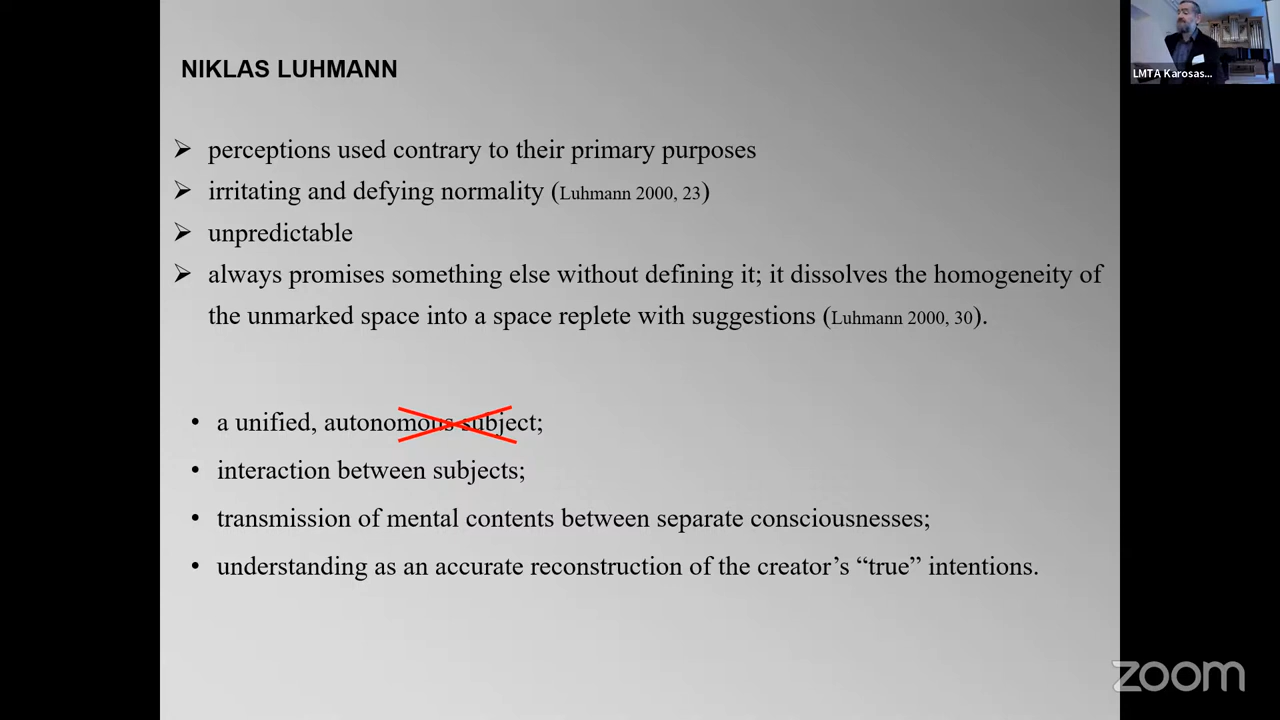 NIKLAS LUHMANN
LMTA Karosas...
➢ perceptions used contrary to their primary purposes
➢ irritating and defying normality (Luhmann 2000, 23)
➢ unpredictable
➢ always promises something else without defining it; it dissolves the homogeneity of
the unmarked space into a space replete with suggestions (Luhmann 2000, 30).
• a unified, autonomous subject;
• interaction between subjects;
• transmission of mental contents between separate consciousnesses;
• understanding as an accurate reconstruction of the creator’s “true” intentions.
zoom